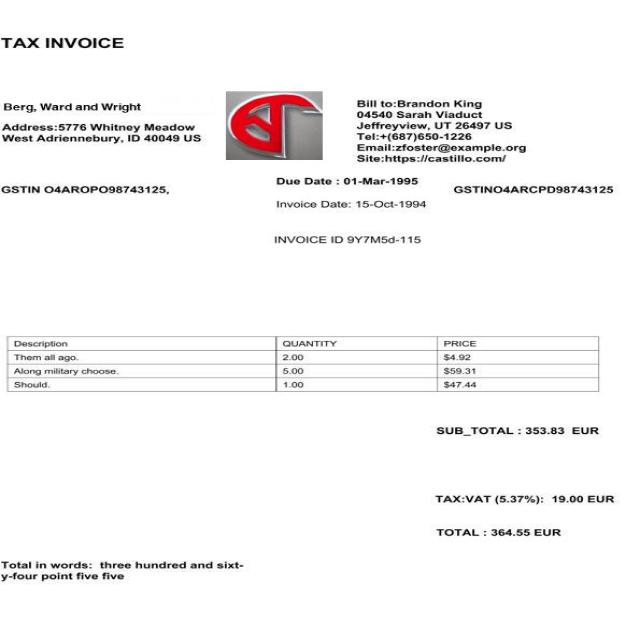 TAX INVOICE
Berg, Ward and Wright
Address:5776 Whitney Meadow
West Adriennebury, ID 40049 US
Bill to:Brandon King
04540 Sarah Viaduct
Jeffreyview, UT 26497 US
Tel:+(687)650-1226
Email:zfoster@example.org
Site:https://castillo.com/
GSTIN O4AROPO98743125,
Due Date : 01-Mar-1995
GSTINO4ARCPD98743125
Invoice Date: 15-Oct-1994
INVOICE ID 9Y7M5d-115
Description QUANTITY PRICE
Them all ago. 2.00 $4.92
Along military choose. 5.00 $59.31
Should. 1.00 $47.44
SUB_TOTAL : 353.83 EUR
TAX:VAT (5.37%): 19.00 EUR
TOTAL : 364.55 EUR
Total in words: three hundred and sixt-
y-four point five five